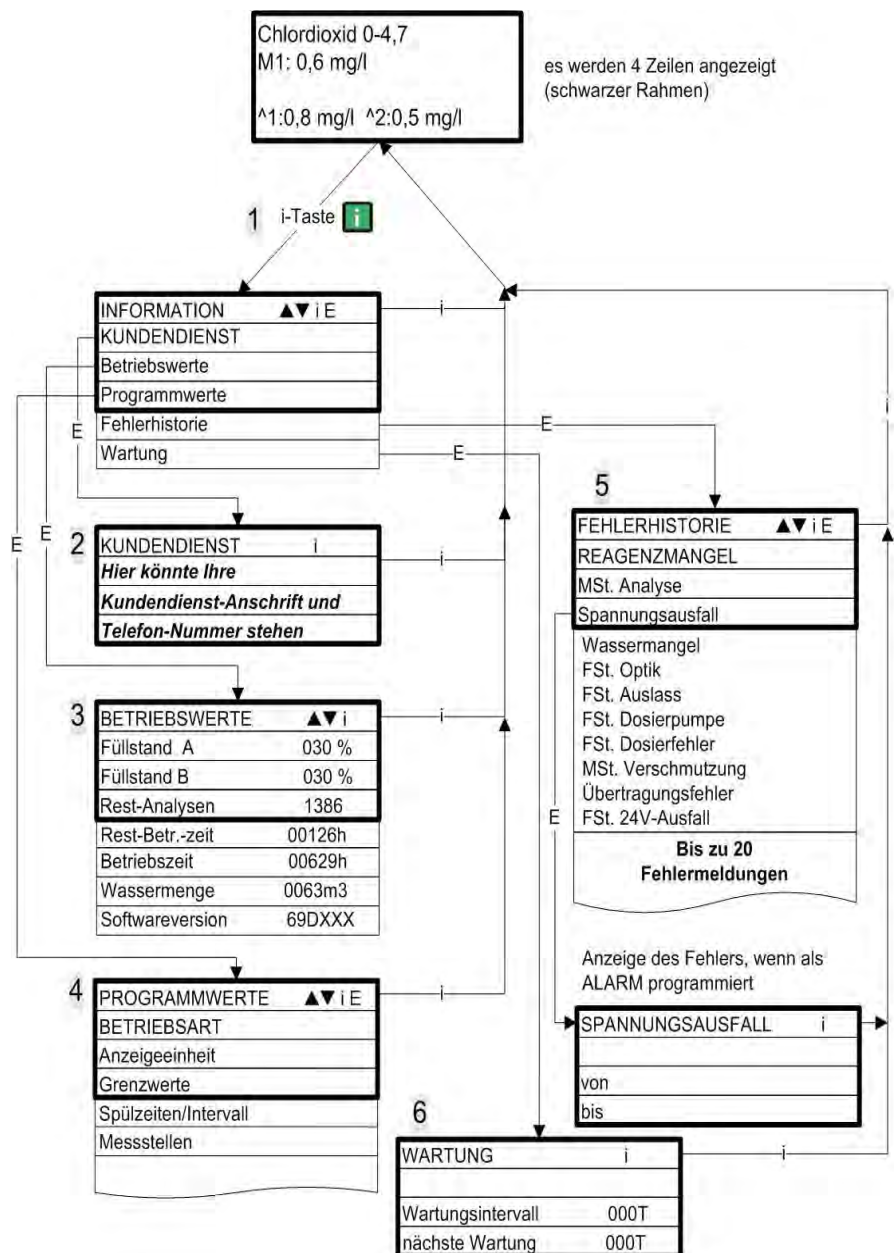 Chlordioxid 0-4,7
M1: 0,6 mg/l
^1:0,8 mg/l ^2:0,5 mg/l
es werden 4 Zeilen angezeigt
(schwarzer Rahmen)
1 i-Taste i
INFORMATION ▲▼ i E
KUNDENDIENST
Betriebswerte
Programmwerte
Fehlerhistorie
Wartung
i
E
E
E
E
E
i
2
KUNDENDIENST i
Hier könnte Ihre
Kundendienst-Anschrift und
Telefon-Nummer stehen
i
3
BETRIEBSWERTE ▲▼ i
Füllstand A 030 %
Füllstand B 030 %
Rest-Analysen 1386
Rest-Betr.-zeit 00126h
Betriebszeit 00629h
Wassermenge 0063m3
Softwareversion 69DXXX
i
4
PROGRAMMWERTE ▲▼ i E
BETRIEBSART
Anzeigeeinheit
Grenzwerte
Spülzeiten/Intervall
Messstellen
i
5
FEHLERHISTORIE ▲▼ i E
REAGENZMANGEL
MSt. Analyse
Spannungsausfall
Wassermangel
FSt. Optik
FSt. Auslass
FSt. Dosierpumpe
FSt. Dosierfehler
MSt. Verschmutzung
Übertragungsfehler
FSt. 24V-Ausfall
Bis zu 20
Fehlermeldungen
E
Anzeige des Fehlers, wenn als
ALARM programmiert
SPANNUNGSAUSFALL i
von
bis
6
WARTUNG i
Wartungsintervall 000T
nächste Wartung 000T
i